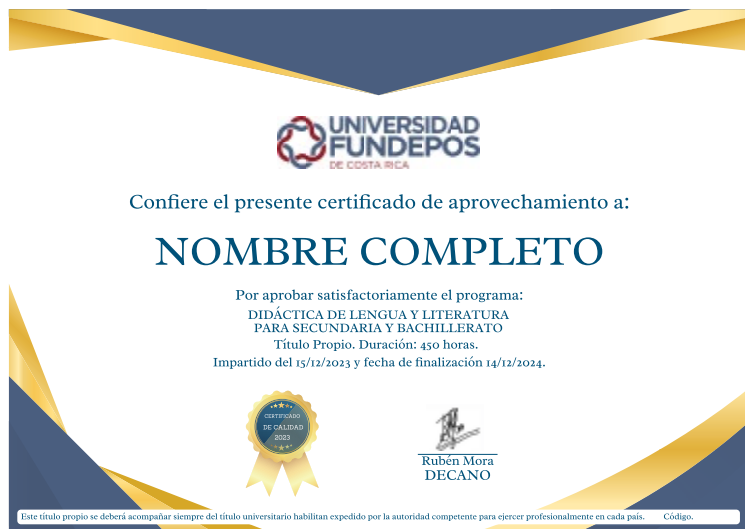 UNIVERSIDAD
FUNDEPOS
DE COSTA RICA
Confiere el presente certificado de aprovechamiento a:
NOMBRE COMPLETO
Por aprobar satisfactoriamente el programa:
DIDÁCTICA DE LENGUA Y LITERATURA
PARA SECUNDARIA Y BACHILLERATO
Título Propio. Duración: 450 horas.
Impartido del 15/12/2023 y fecha de finalización 14/12/2024.
CERTIFICADO
DE CALIDAD
2023
Rubén Mora
DECANO
Este título propio se deberá acompañar siempre del título universitario habilitan expedido por la autoridad competente para ejercer profesionalmente en cada país. Código.